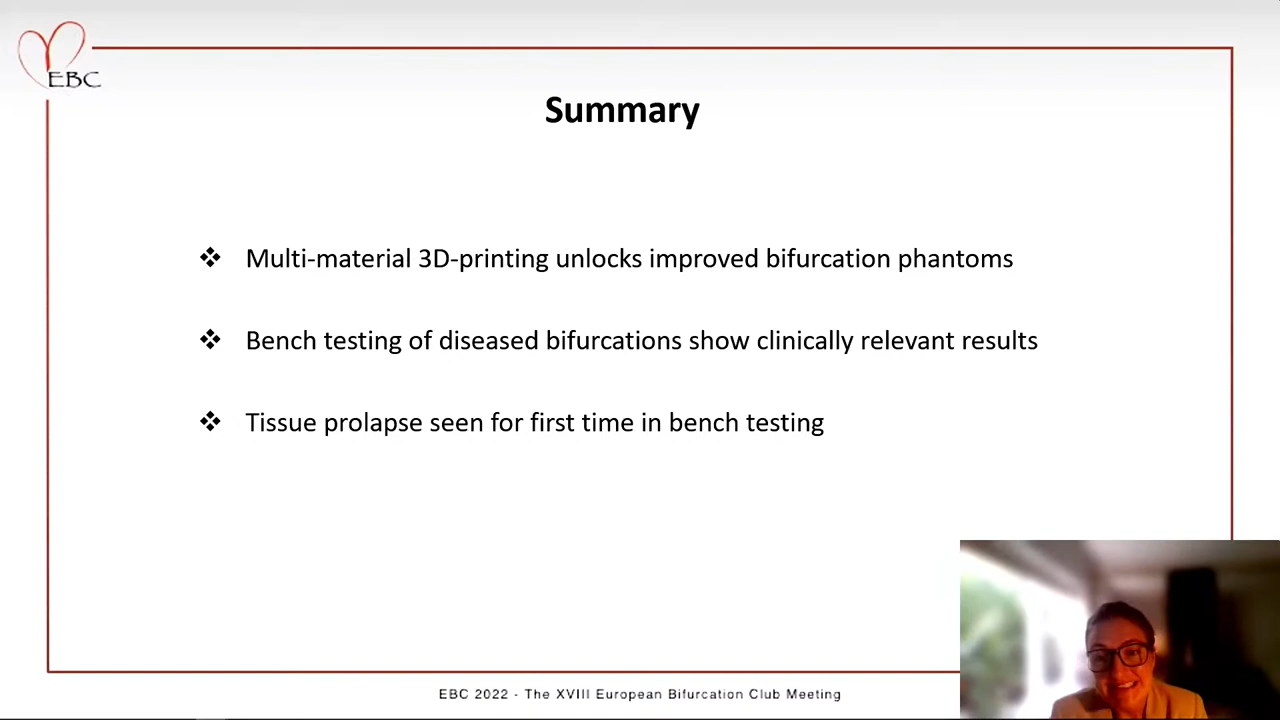 EBC
Summary
❖ Multi-material 3D-printing unlocks improved bifurcation phantoms
❖ Bench testing of diseased bifurcations show clinically relevant results
❖ Tissue prolapse seen for first time in bench testing
EBC 2022 - The XVIII European Bifurcation Club Meeting